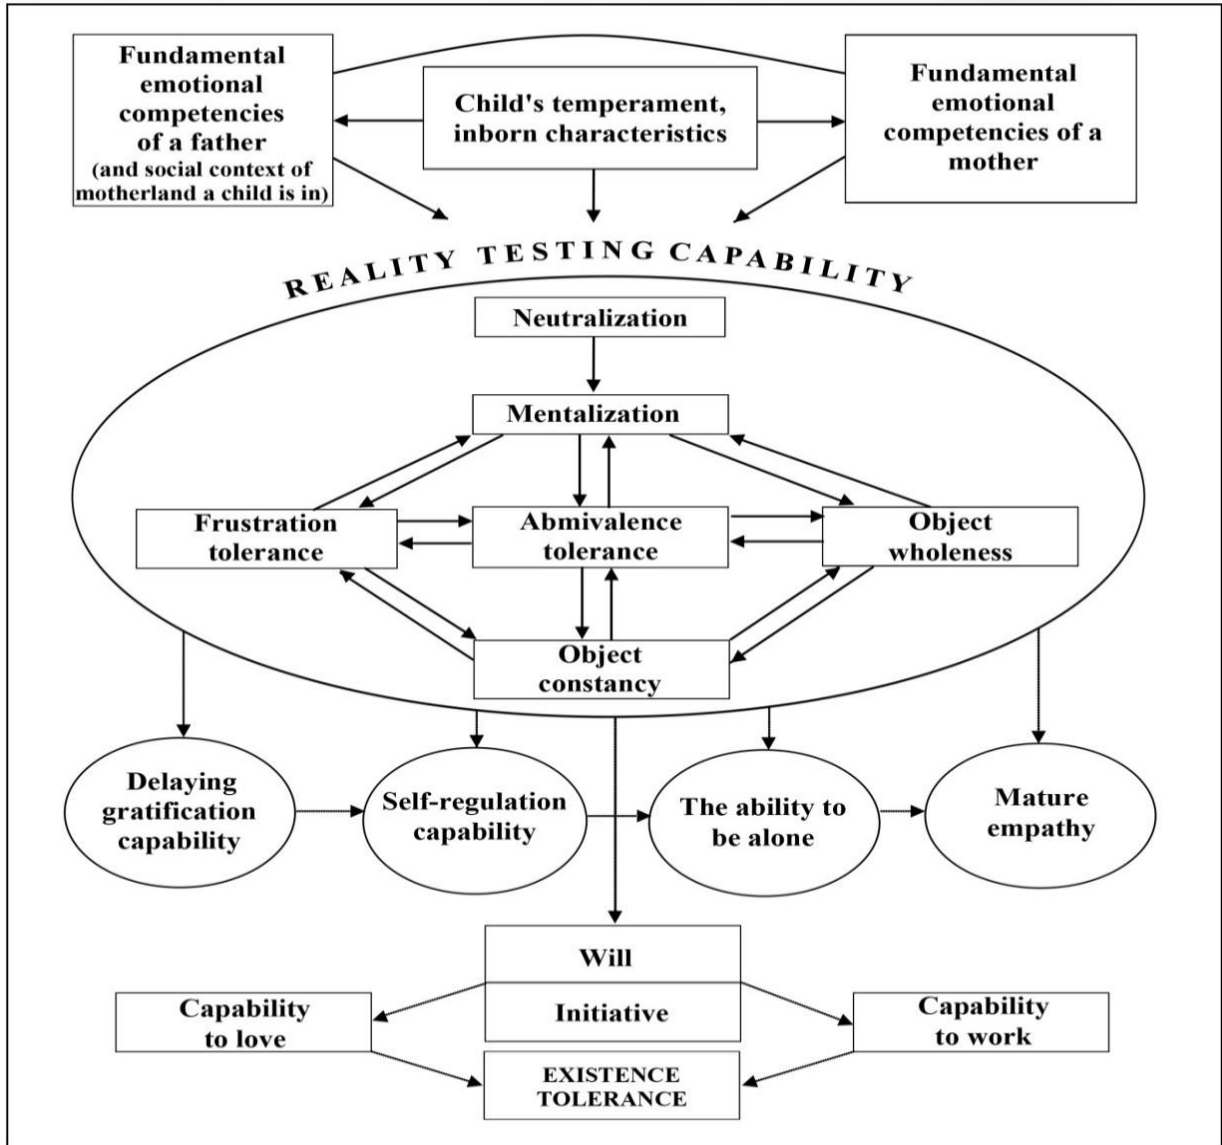 Fundamental
emotional
competencies
of a father
(and social context of
motherland a child is in)
Child's temperament,
inborn characteristics
Fundamental
emotional
competencies of a
mother
REALITY TESTING CAPABILITY
Neutralization
Mentalization
Frustration
tolerance
Abmivalence
tolerance
Object
wholeness
Object
constancy
Delaying
gratification
capability
Self-regulation
capability
The ability to
be alone
Mature
empathy
Will
Initiative
Capability
to love
Capability
to work
EXISTENCE
TOLERANCE